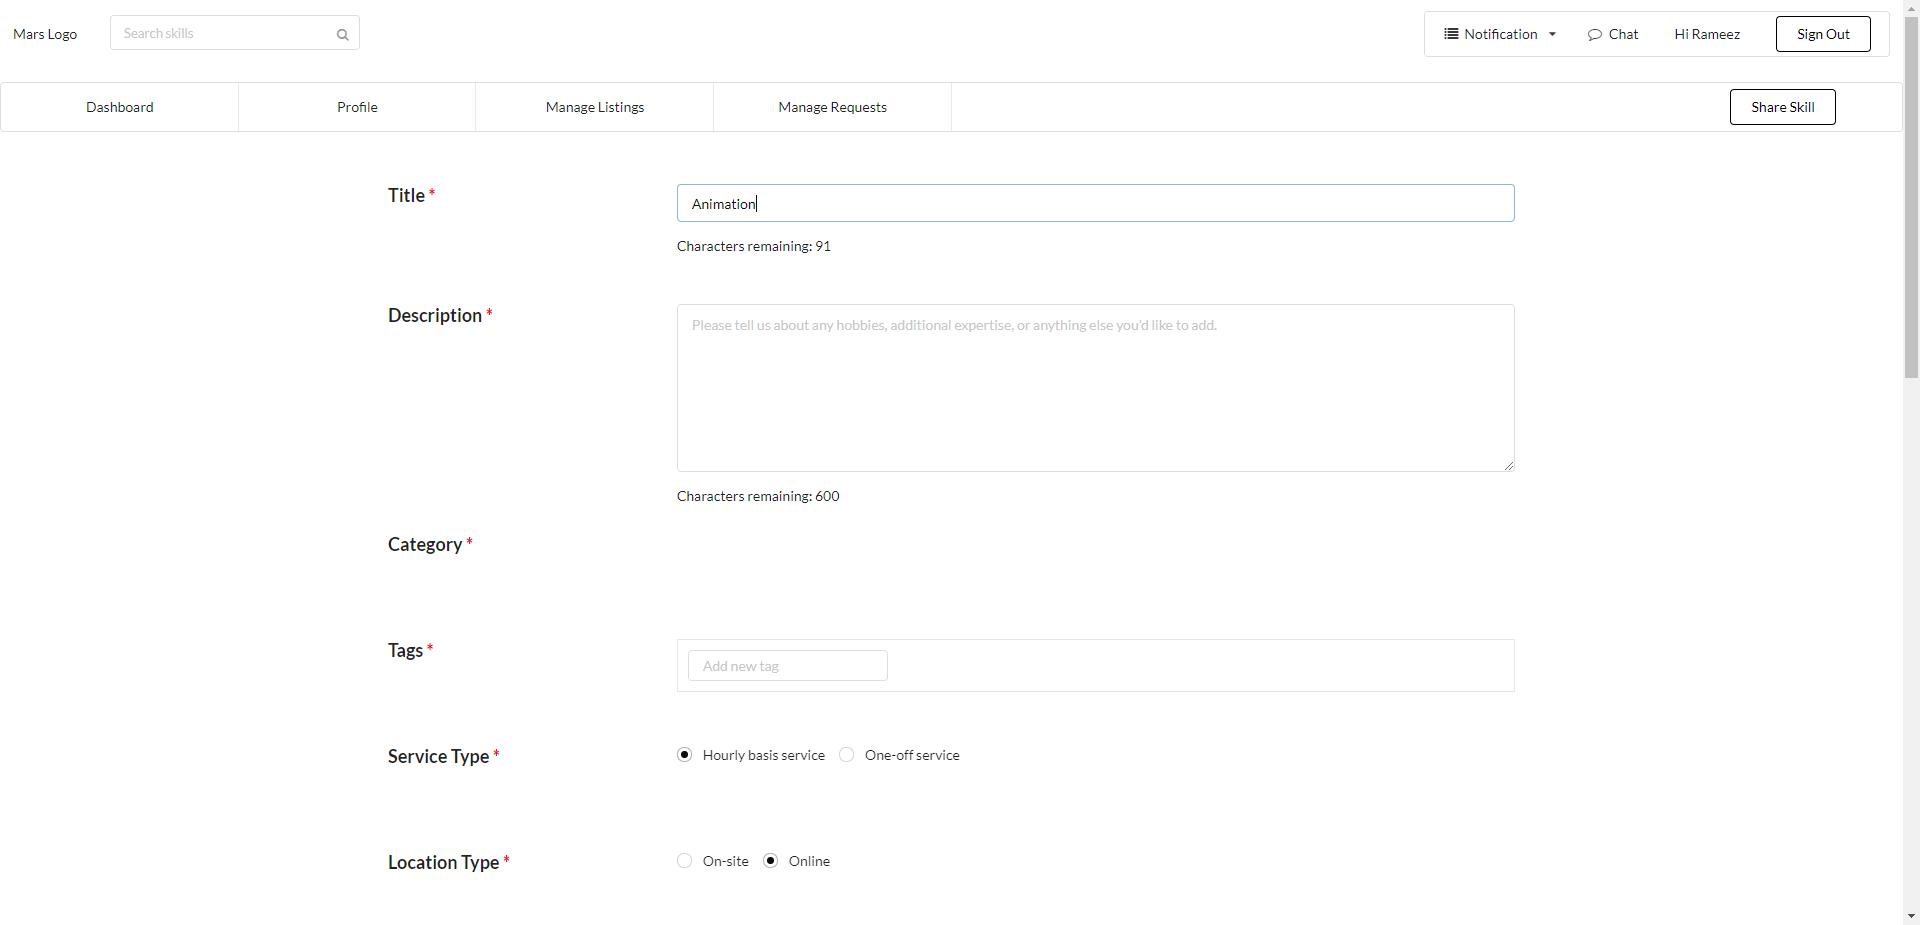 Mars Logo
Search skills
Notification
Chat
Hi Rameez
Sign Out
Dashboard
Profile
Manage Listings
Manage Requests
Share Skill
Title *
Animation
Characters remaining: 91
Description *
Please tell us about any hobbies, additional expertise, or anything else you'd like to add.
Characters remaining: 600
Category *
Tags *
Add new tag
Service Type *
Hourly basis service
One-off service
Location Type *
On-site
Online